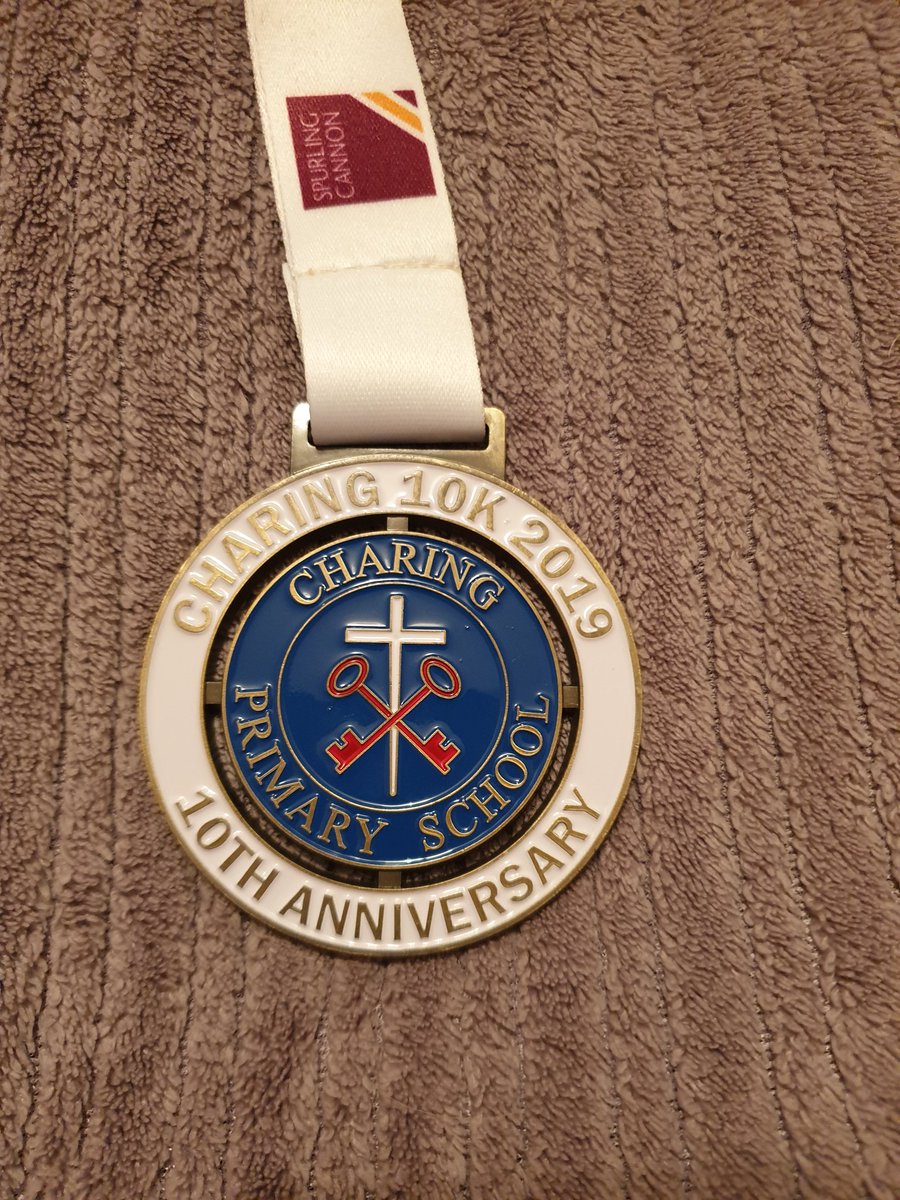 SPURLING
CANNON
CHARING 10K 2019
CHARING
PRIMARY SCHOOL
10TH ANNIVERSARY